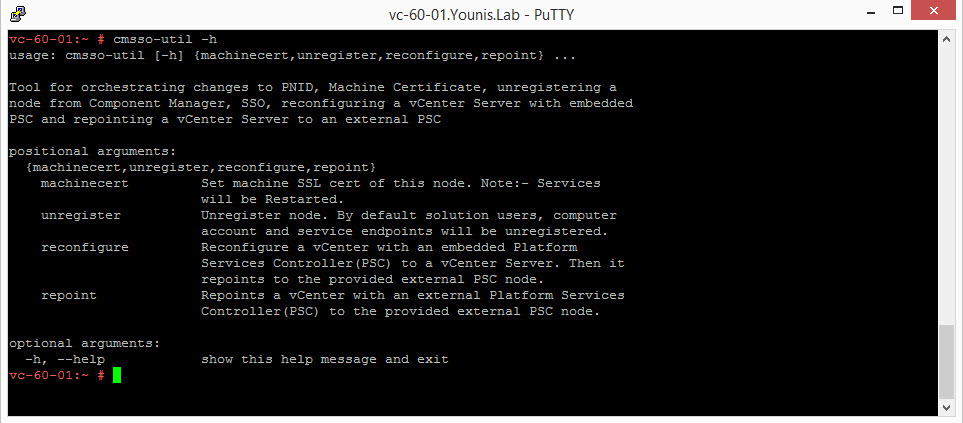 vc-60-01.Younis.Lab - PuTTY
vc-60-01:~ # cmsso-util -h
usage: cmsso-util [-h] {machinecert,unregister,reconfigure,repoint} ...
Tool for orchestrating changes to PNID, Machine Certificate, unregistering a
node from Component Manager, SSO, reconfiguring a vCenter Server with embedded
PSC and repointing a vCenter Server to an external PSC
positional arguments:
{machinecert,unregister,reconfigure,repoint}
machinecert Set machine SSL cert of this node. Note:- Services
will be Restarted.
unregister Unregister node. By default solution users, computer
account and service endpoints will be unregistered.
reconfigure Reconfigure a vCenter with an embedded Platform
Services Controller(PSC) to a vCenter Server. Then it
repoints to the provided external PSC node.
repoint Repoints a vCenter with an external Platform Services
Controller(PSC) to the provided external PSC node.
optional arguments:
-h, --help show this help message and exit
vc-60-01:~ #